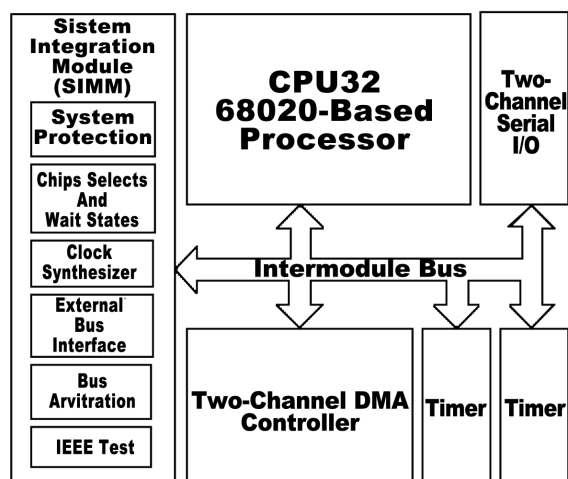 Sistem
Integration
Module
(SIMM)
System
Protection
Chips Selects
And
Wait States
Clock
Synthesizer
External
Bus
Interface
Bus
Arvitration
IEEE Test
CPU32
68020-Based
Processor
Two-
Channel
Serial
I/O
Intermodule Bus
Two-Channel DMA
Controller
Timer
Timer